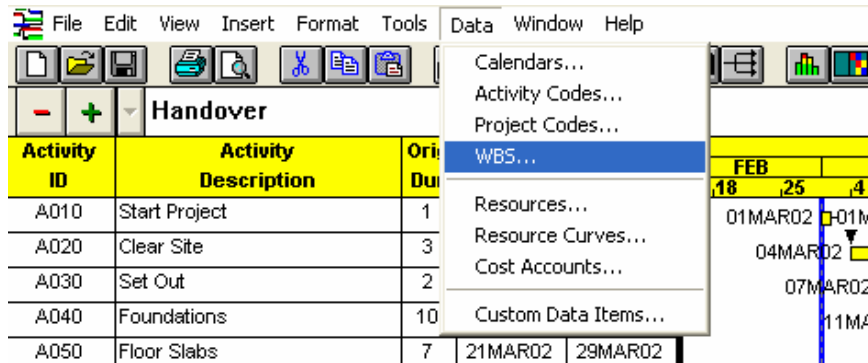 File Edit View Insert Format Tools Data Window Help
Calendars...
Activity Codes...
Project Codes...
WBS...
Resources...
Resource Curves...
Cost Accounts...
Custom Data Items...
Handover
Activity ID
Activity Description
FEB
18 25 4
A010 Start Project 1 01MAR02
A020 Clear Site 3 04MAR02
A030 Set Out 2 07MAR02
A040 Foundations 10
A050 Floor Slabs 7 21MAR02 29MAR02